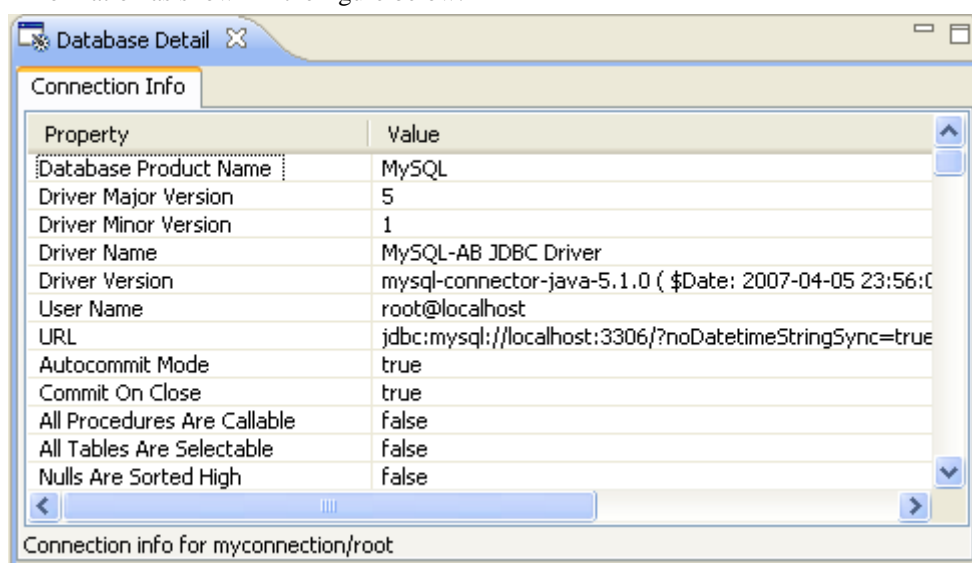 Database Detail
Connection Info
Property Value
Database Product Name MySQL
Driver Major Version 5
Driver Minor Version 1
Driver Name MySQL-AB JDBC Driver
Driver Version mysql-connector-java-5.1.0 ( $Date: 2007-04-05 23:56:0
User Name root@localhost
URL jdbc:mysql://localhost:3306/?noDatetimeStringSync=true
Autocommit Mode true
Commit On Close true
All Procedures Are Callable false
All Tables Are Selectable false
Nulls Are Sorted High false
Connection info for myconnection/root